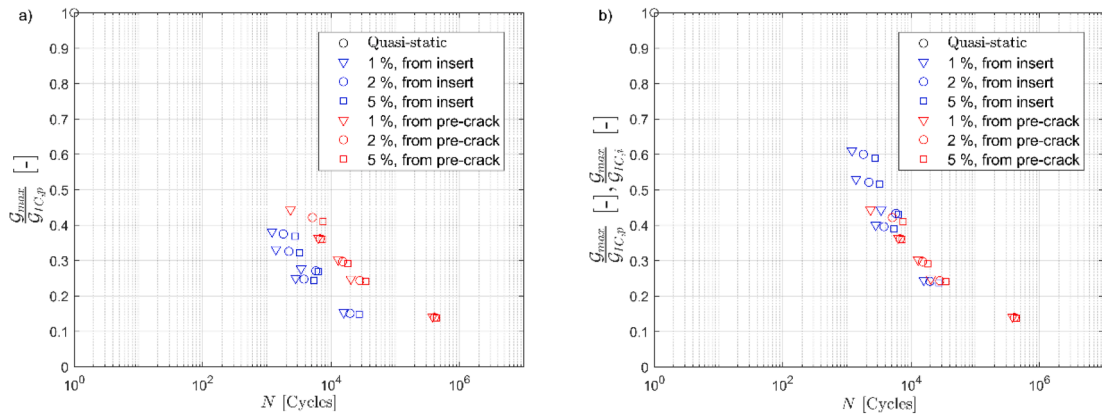 a)
G_max/G_IC,p [-]
1
0.9
0.8
0.7
0.6
0.5
0.4
0.3
0.2
0.1
0
10^0
10^2
10^4
10^6
N [Cycles]
Quasi-static
1 %, from insert
2 %, from insert
5 %, from insert
1 %, from pre-crack
2 %, from pre-crack
5 %, from pre-crack
b)
G_max/G_IC,p [-], G_max/G_IC,i [-]
1
0.9
0.8
0.7
0.6
0.5
0.4
0.3
0.2
0.1
0
10^0
10^2
10^4
10^6
N [Cycles]
Quasi-static
1 %, from insert
2 %, from insert
5 %, from insert
1 %, from pre-crack
2 %, from pre-crack
5 %, from pre-crack